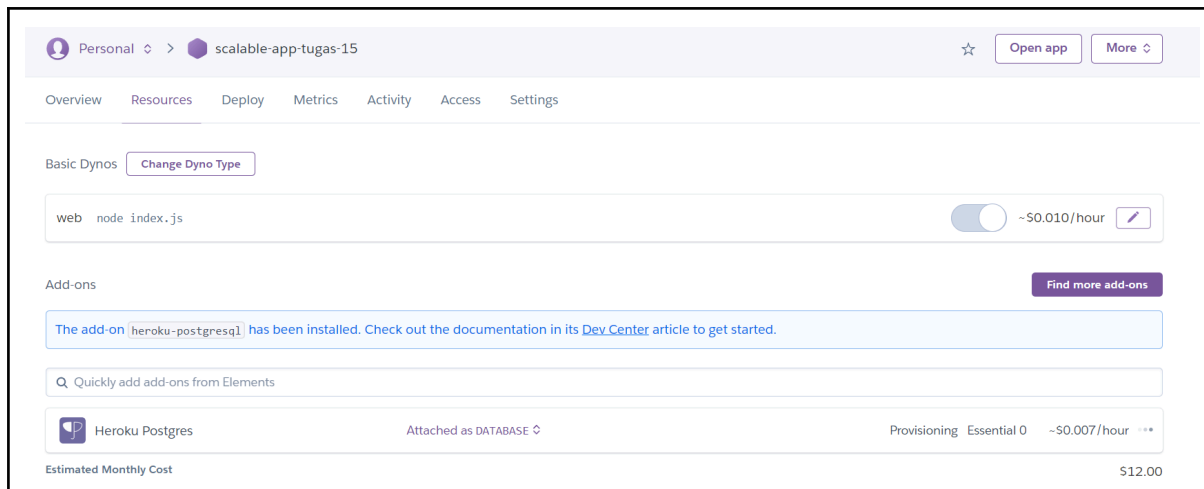 Personal > scalable-app-tugas-15 Open app More
Overview Resources Deploy Metrics Activity Access Settings
Basic Dynos Change Dyno Type
web node index.js ~$0.010/hour
Add-ons Find more add-ons
The add-on heroku-postgresql has been installed. Check out the documentation in its Dev Center article to get started.
Quickly add add-ons from Elements
Heroku Postgres Attached as DATABASE Provisioning Essential 0 ~$0.007/hour
Estimated Monthly Cost $12.00